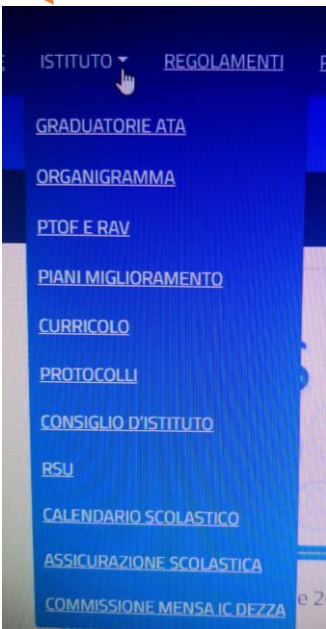 ISTITUTO REGOLAMENTI
GRADUATORIE ATA
ORGANIGRAMMA
PTOF E RAV
PIANI MIGLIORAMENTO
CURRICOLO
PROTOCOLLI
CONSIGLIO D'ISTITUTO
RSU
CALENDARIO SCOLASTICO
ASSICURAZIONE SCOLASTICA
COMMISSIONE MENSA IC DEZZA